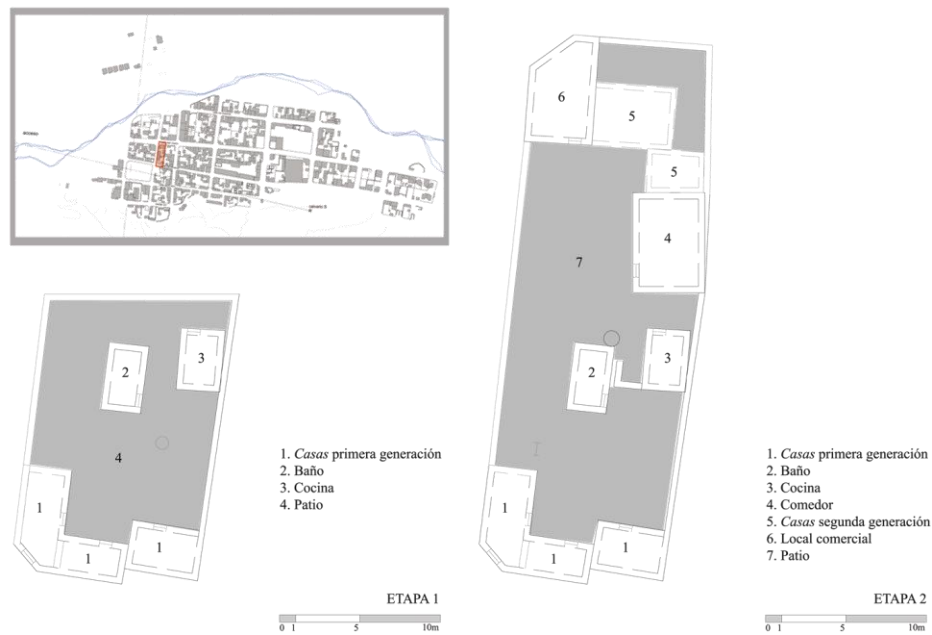 6
5
5
4
7
3
2
1
1
1
3
2
4
1
1
1
1. Casas primera generación
2. Baño
3. Cocina
4. Patio
1. Casas primera generación
2. Baño
3. Cocina
4. Comedor
5. Casas segunda generación
6. Local comercial
7. Patio
ETAPA 1
0 1 5 10m
ETAPA 2
0 1 5 10m